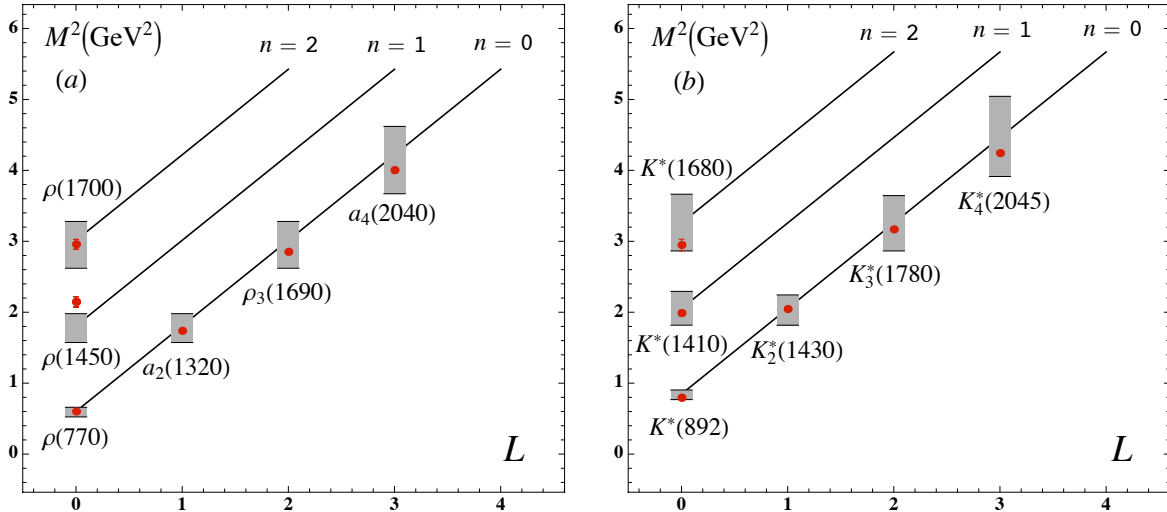 M²(GeV²)
n = 2
n = 1
n = 0
(a)
ρ(1700)
a₄(2040)
ρ₃(1690)
ρ(1450)
a₂(1320)
ρ(770)
L
6
5
4
3
2
1
0
0
1
2
3
4
M²(GeV²)
n = 2
n = 1
n = 0
(b)
K*(1680)
K₄*(2045)
K₃*(1780)
K*(1410)
K₂*(1430)
K*(892)
L
6
5
4
3
2
1
0
0
1
2
3
4